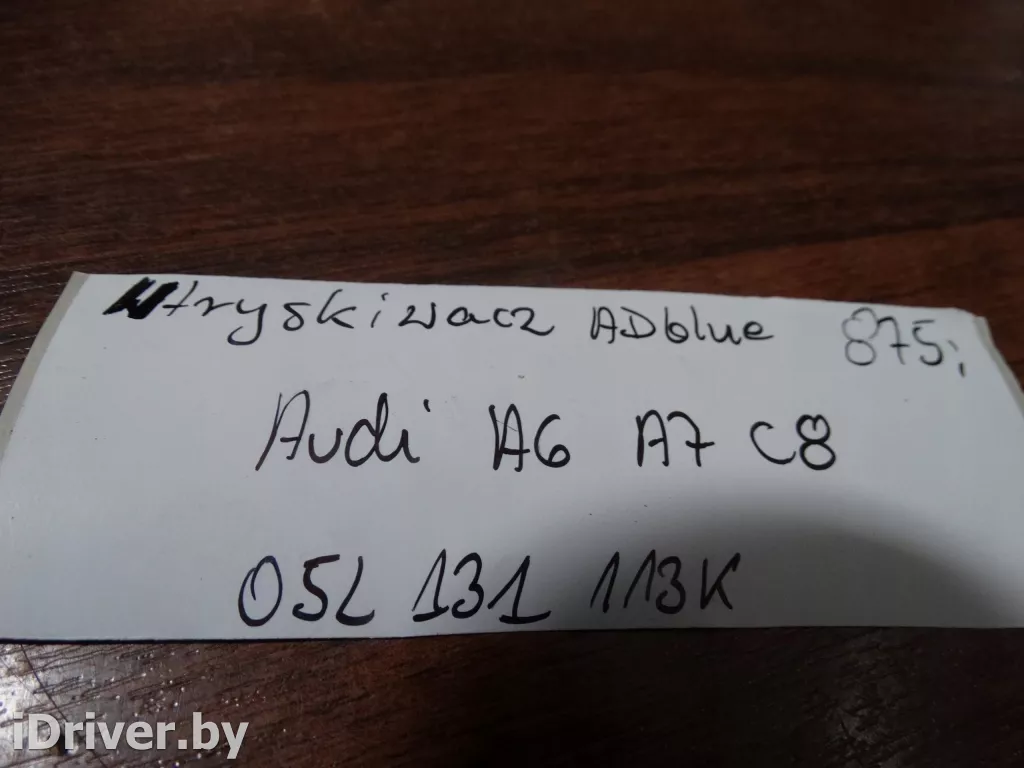 Wtryskiwacz ADblue 875;
Audi A6 A7 C8
05L 131 113K
iDriver.by